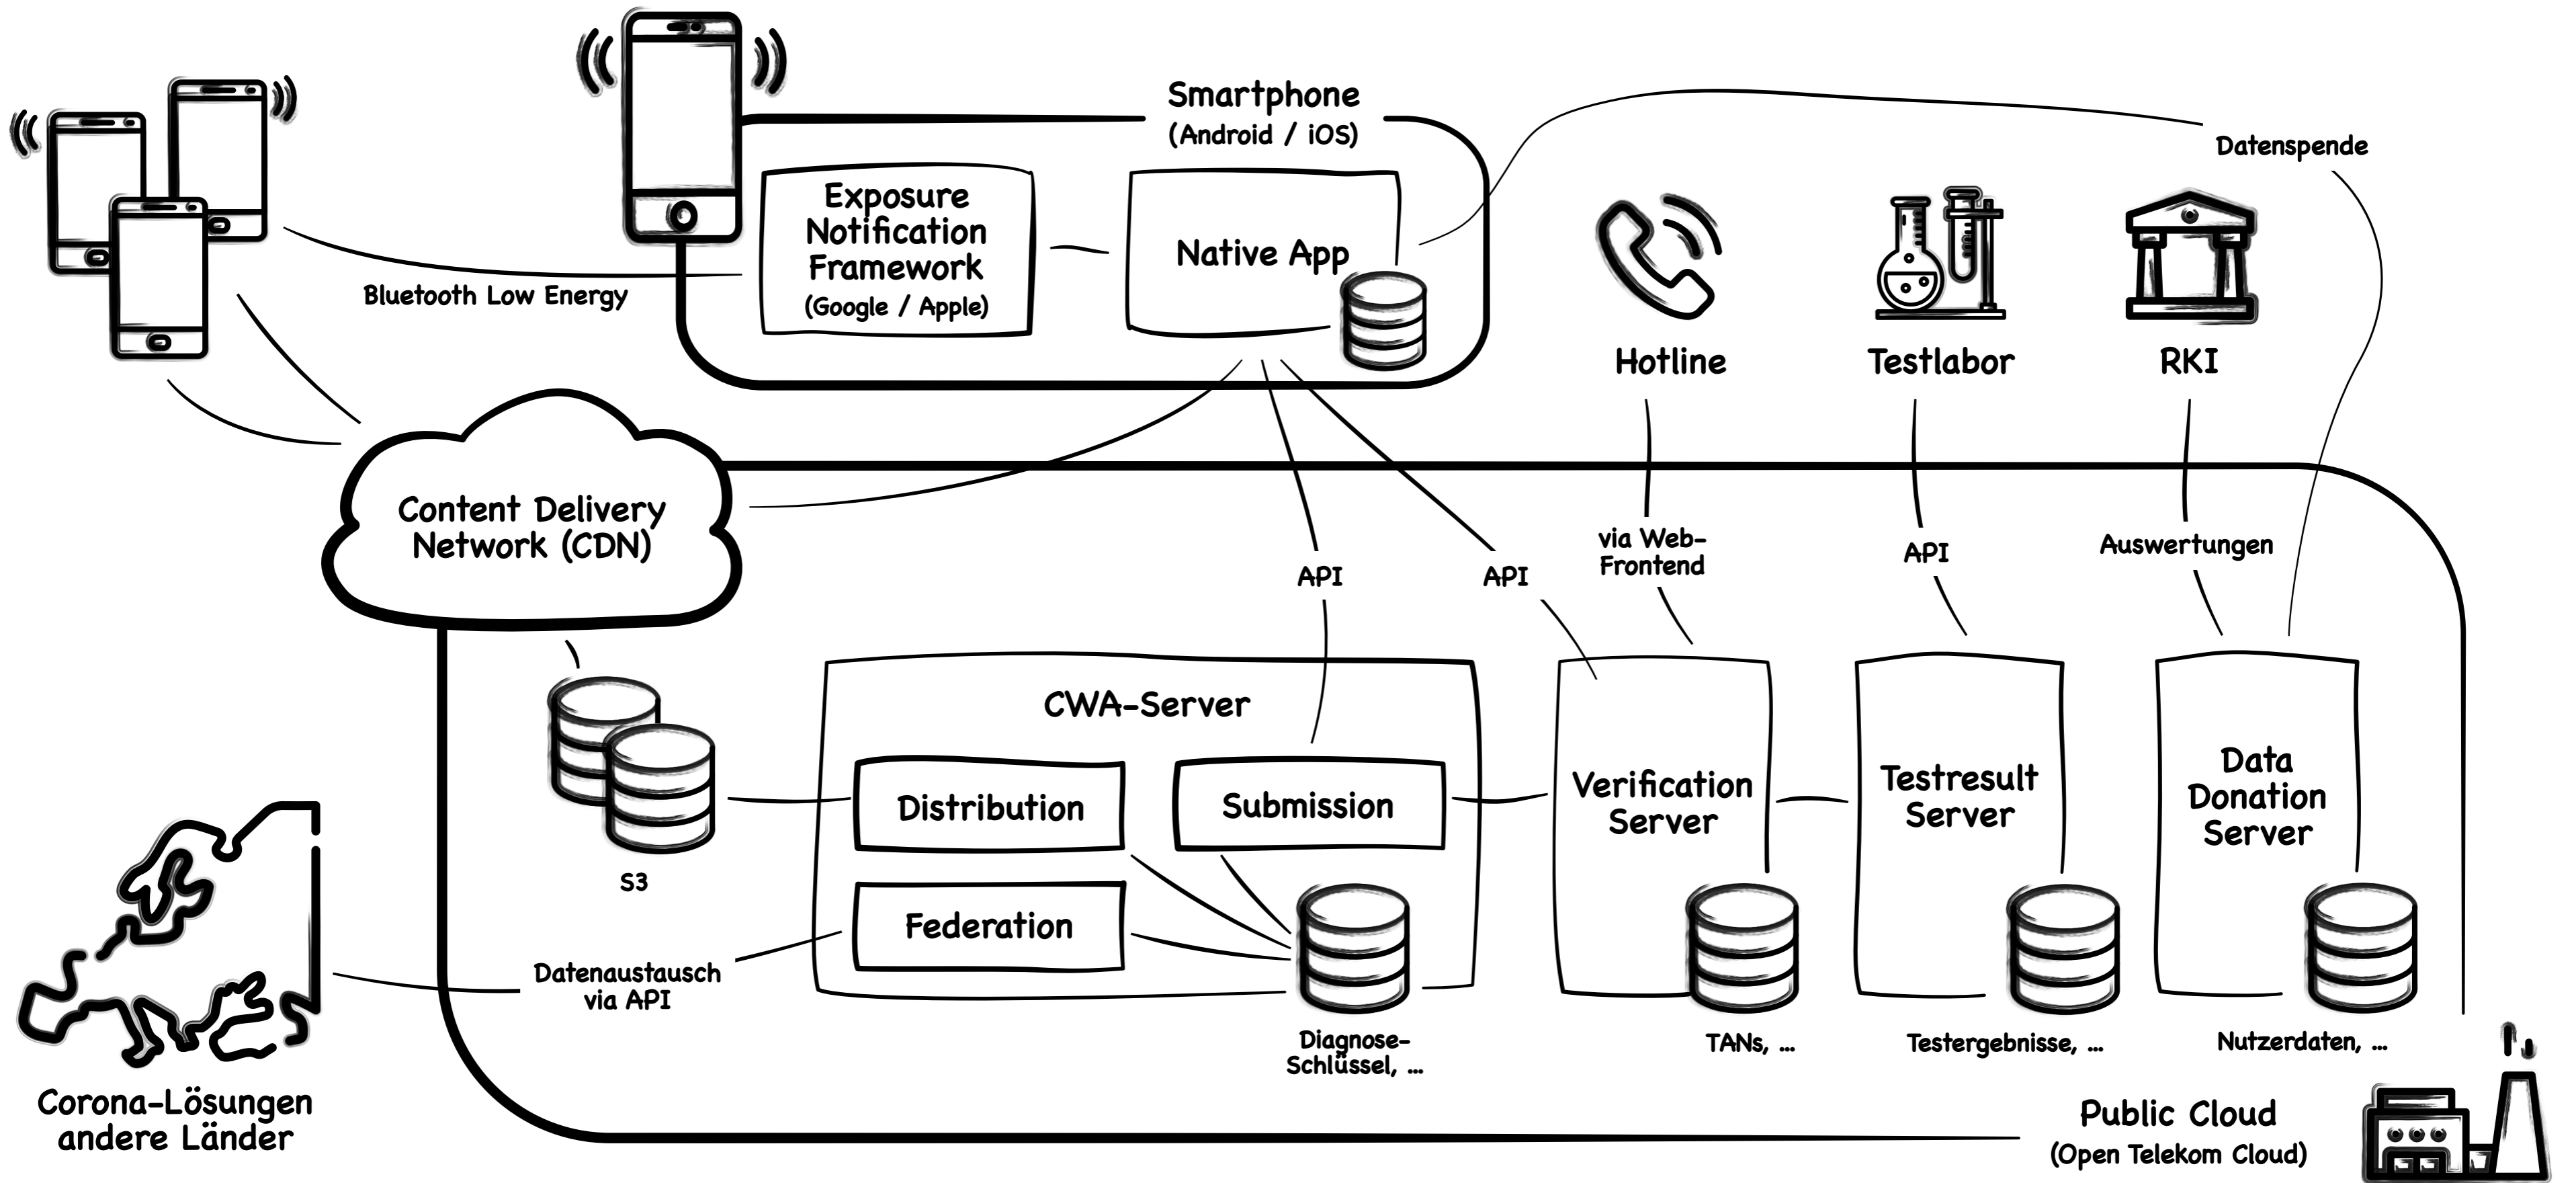 Smartphone
(Android / iOS)
Datenspende
Exposure
Notification
Framework
(Google / Apple)
Native App
Bluetooth Low Energy
Hotline
Testlabor
RKI
Content Delivery
Network (CDN)
API
API
via Web-
Frontend
API
Auswertungen
CWA-Server
Distribution
Submission
Federation
Verification
Server
Testresult
Server
Data
Donation
Server
S3
Datenaustausch
via API
Diagnose-
Schlüssel, ...
TANs, ...
Testergebnisse, ...
Nutzerdaten, ...
Corona-Lösungen
andere Länder
Public Cloud
(Open Telekom Cloud)